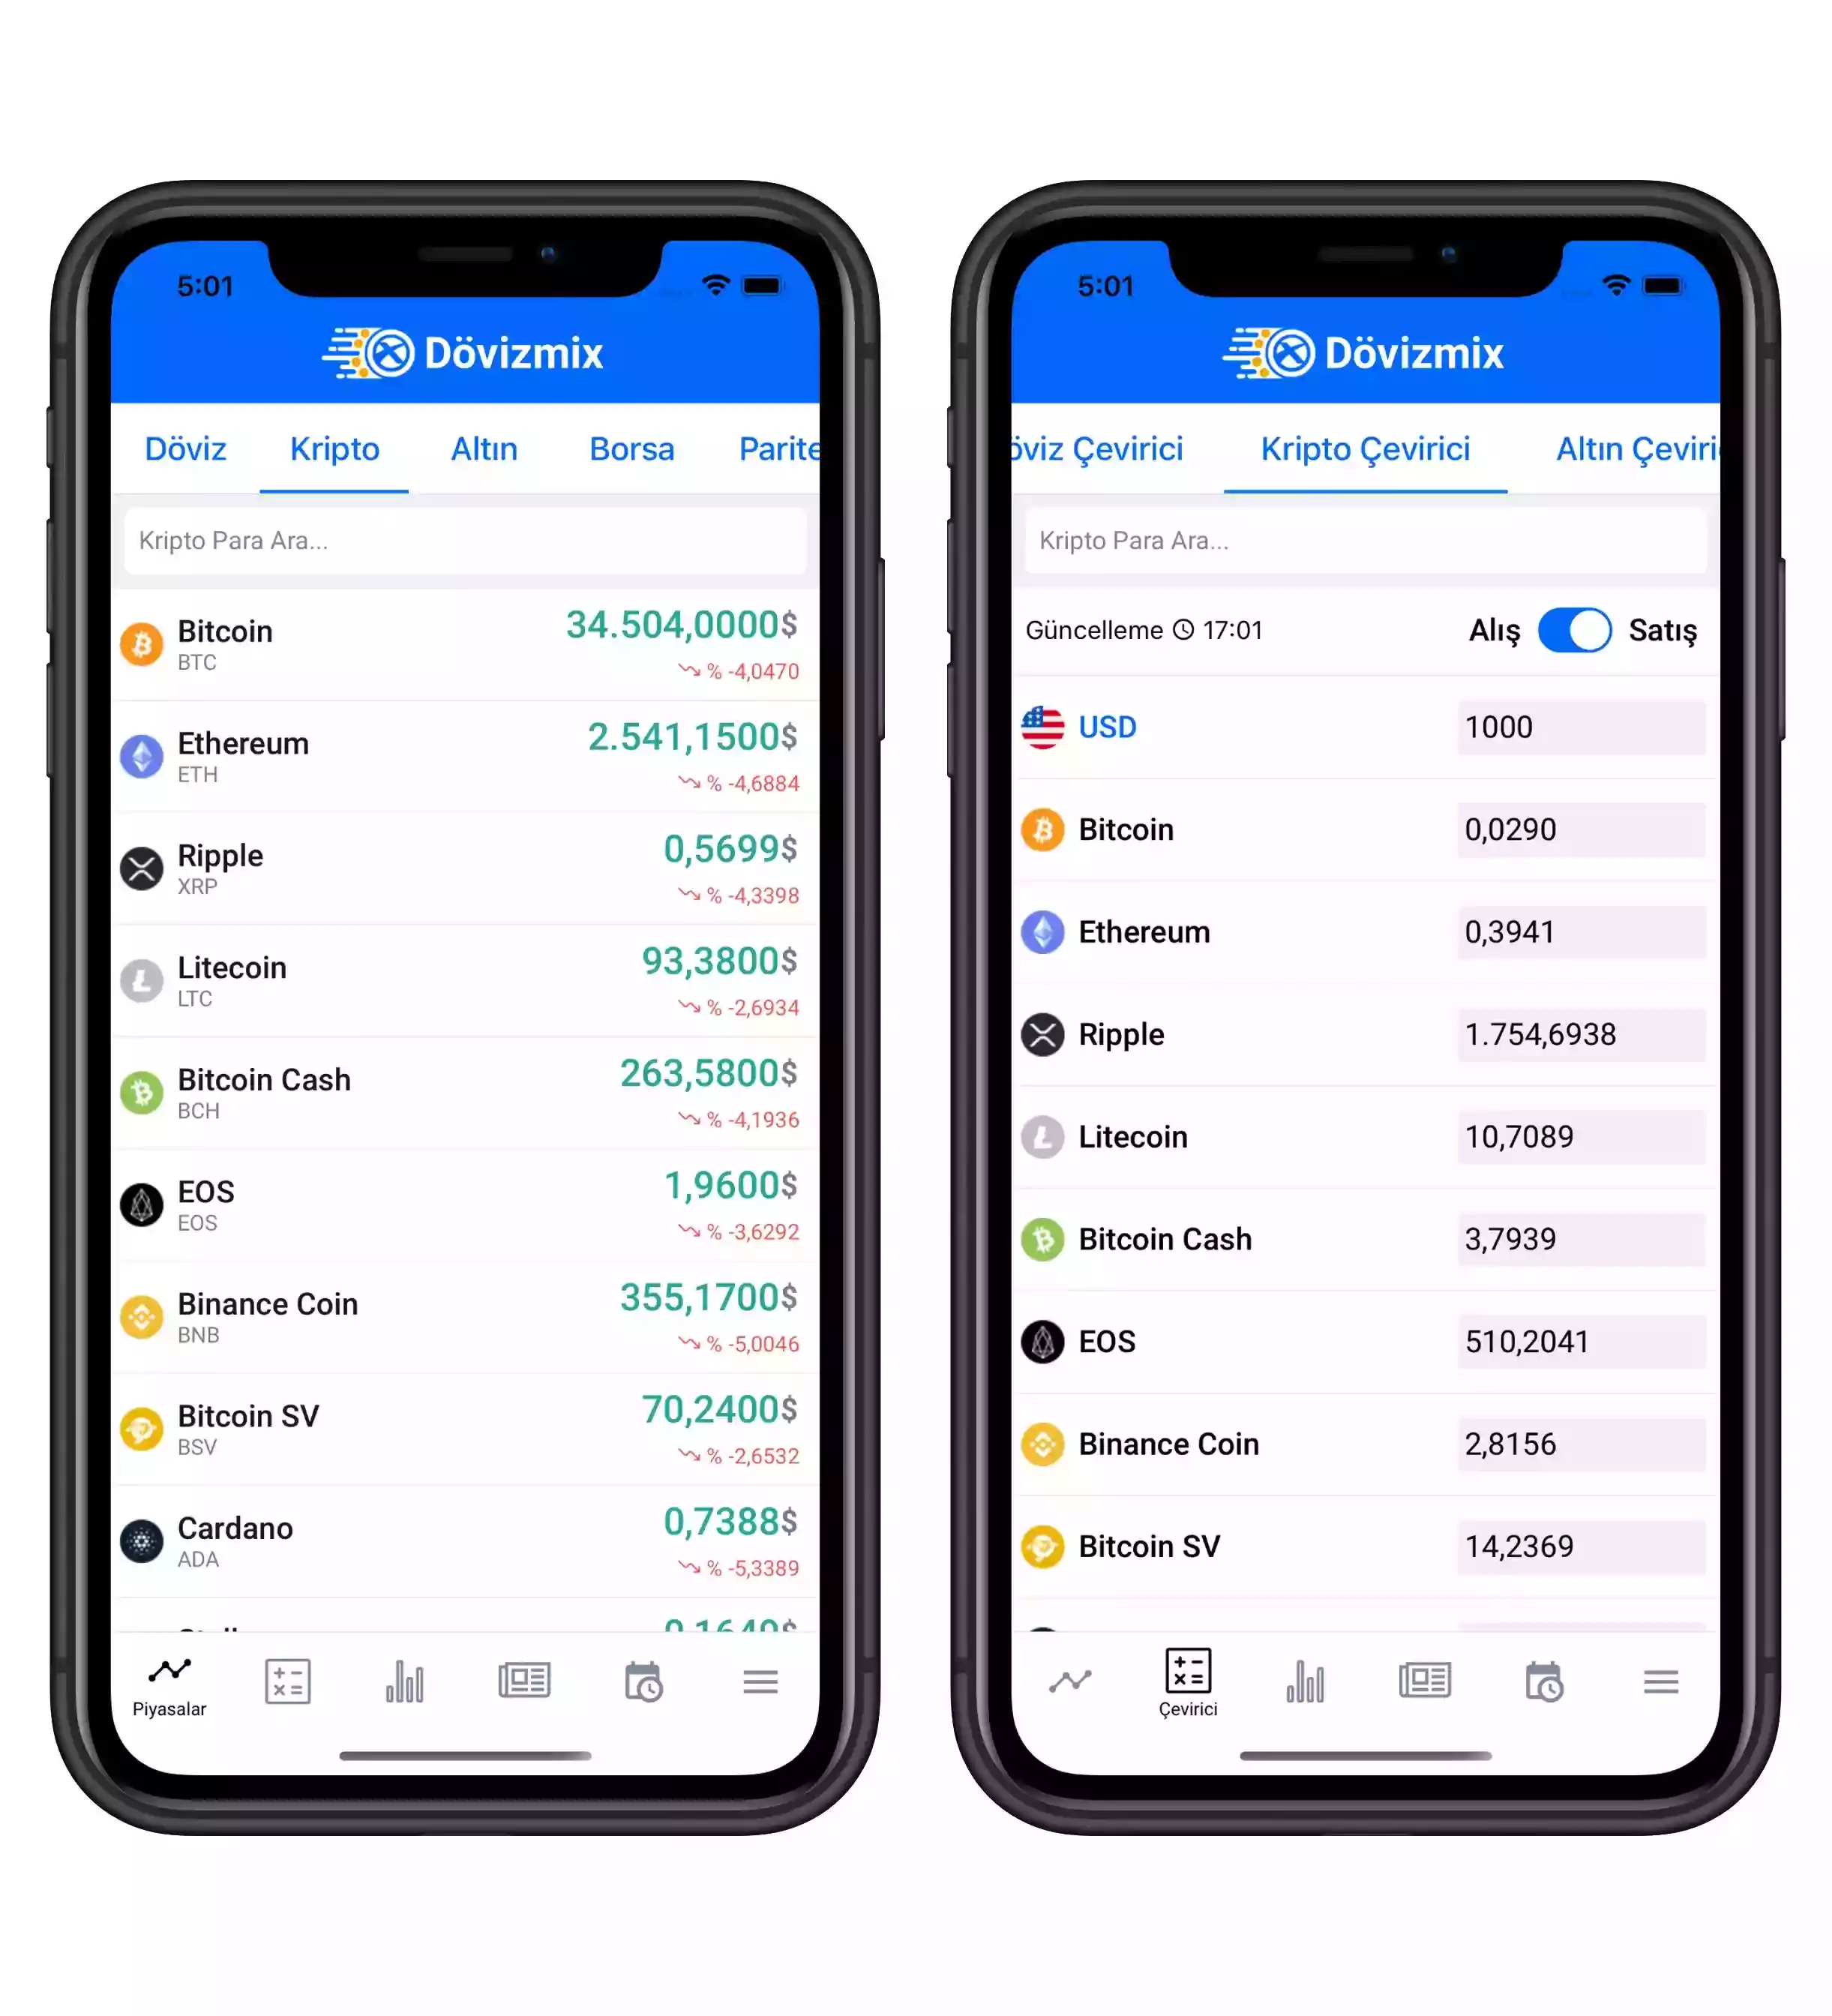 5:01
Dövizmix
Döviz Kripto Altın Borsa Parite
Kripto Para Ara...
Bitcoin 34.504,0000$
BTC % -4,0470
Ethereum 2.541,1500$
ETH % -4,6884
Ripple 0,5699$
XRP % -4,3398
Litecoin 93,3800$
LTC % -2,6934
Bitcoin Cash 263,5800$
BCH % -4,1936
EOS 1,9600$
EOS % -3,6292
Binance Coin 355,1700$
BNB % -5,0046
Bitcoin SV 70,2400$
BSV % -2,6532
Cardano 0,7388$
ADA % -5,3389
Piyasalar
5:01
Dövizmix
öviz Çevirici Kripto Çevirici Altın Çeviri
Kripto Para Ara...
Güncelleme 17:01 Alış Satış
USD 1000
Bitcoin 0,0290
Ethereum 0,3941
Ripple 1.754,6938
Litecoin 10,7089
Bitcoin Cash 3,7939
EOS 510,2041
Binance Coin 2,8156
Bitcoin SV 14,2369
Çevirici